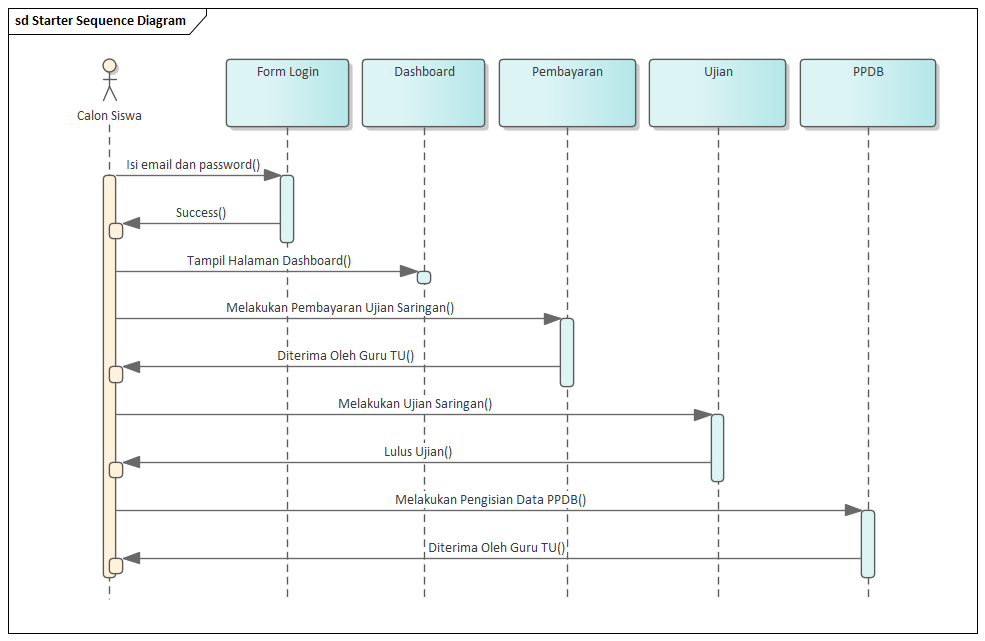 sd Starter Sequence Diagram
Calon Siswa
Form Login
Dashboard
Pembayaran
Ujian
PPDB
Isi email dan password()
Success()
Tampil Halaman Dashboard()
Melakukan Pembayaran Ujian Saringan()
Diterima Oleh Guru TU()
Melakukan Ujian Saringan()
Lulus Ujian()
Melakukan Pengisian Data PPDB()
Diterima Oleh Guru TU()